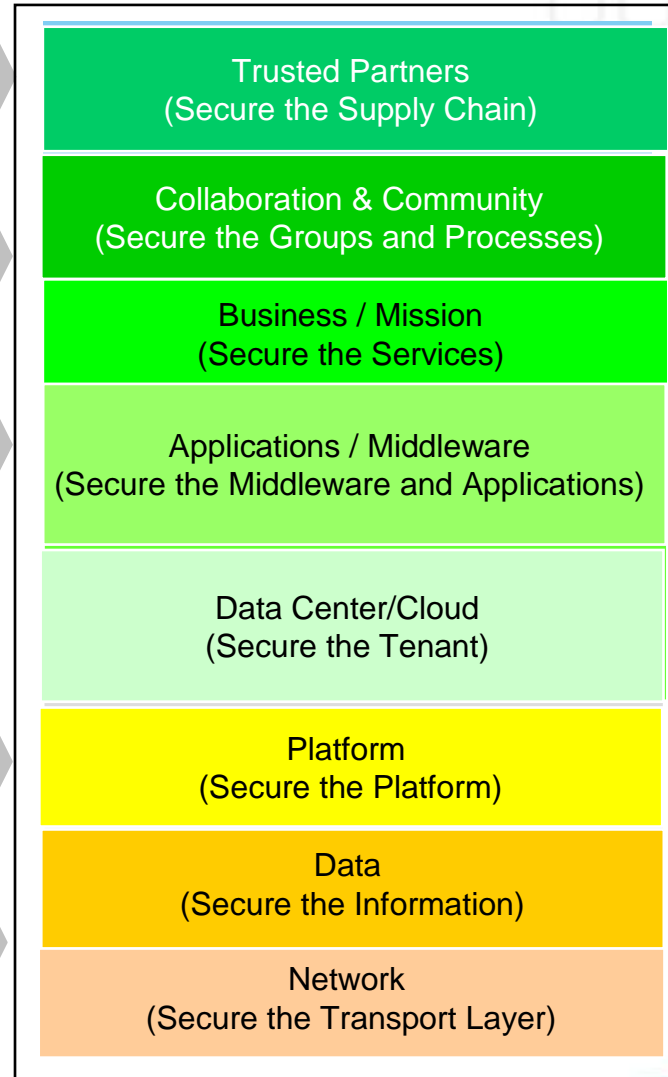 Trusted Partners
(Secure the Supply Chain)
Collaboration & Community
(Secure the Groups and Processes)
Business / Mission
(Secure the Services)
Applications / Middleware
(Secure the Middleware and Applications)
Data Center/Cloud
(Secure the Tenant)
Platform
(Secure the Platform)
Data
(Secure the Information)
Network
(Secure the Transport Layer)